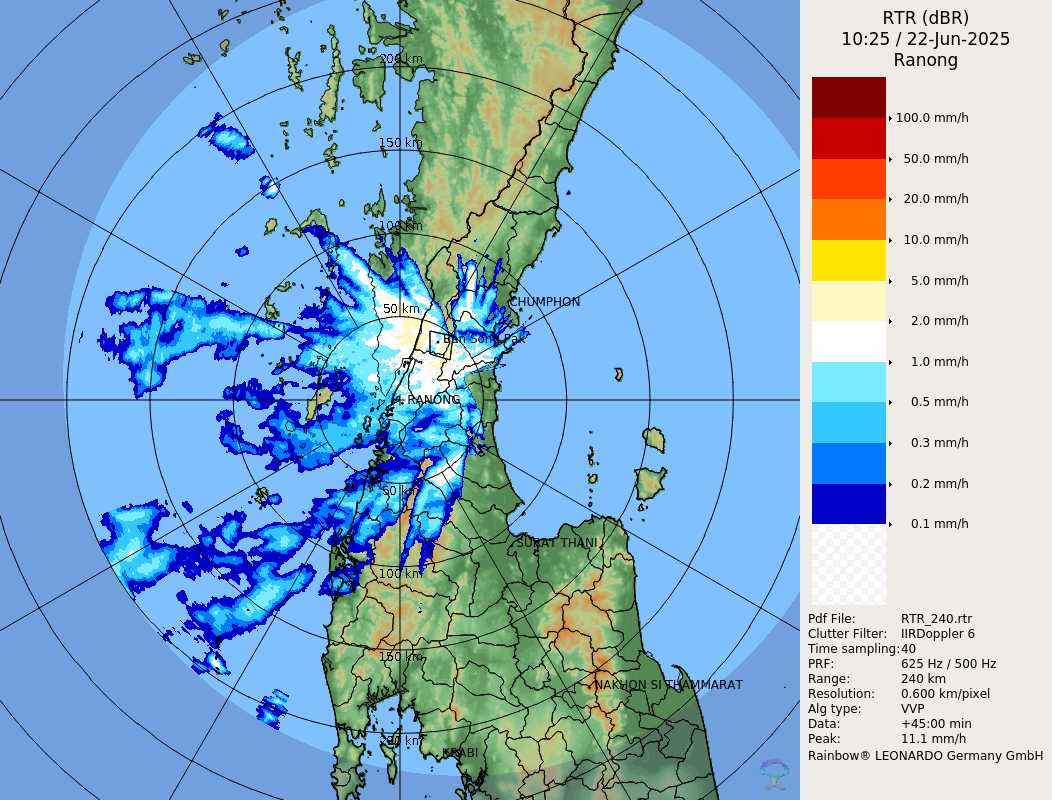 RTR (dBR)
10:25 / 22-Jun-2025
Ranong
100.0 mm/h
50.0 mm/h
20.0 mm/h
10.0 mm/h
5.0 mm/h
2.0 mm/h
1.0 mm/h
0.5 mm/h
0.3 mm/h
0.2 mm/h
0.1 mm/h
Pdf File: RTR_240.rtr
Clutter Filter: IIRDoppler 6
Time sampling: 40
PRF: 625 Hz / 500 Hz
Range: 240 km
Resolution: 0.600 km/pixel
Alg type: VVP
Data: +45:00 min
Peak: 11.1 mm/h
Rainbow® LEONARDO Germany GmbH
200 km
150 km
100 km
50 km
CHUMPHON
Ban Song Pak
RANONG
50 km
SURAT THANI
100 km
150 km
NAKHON SI THAMMARAT
200 km
KRABI